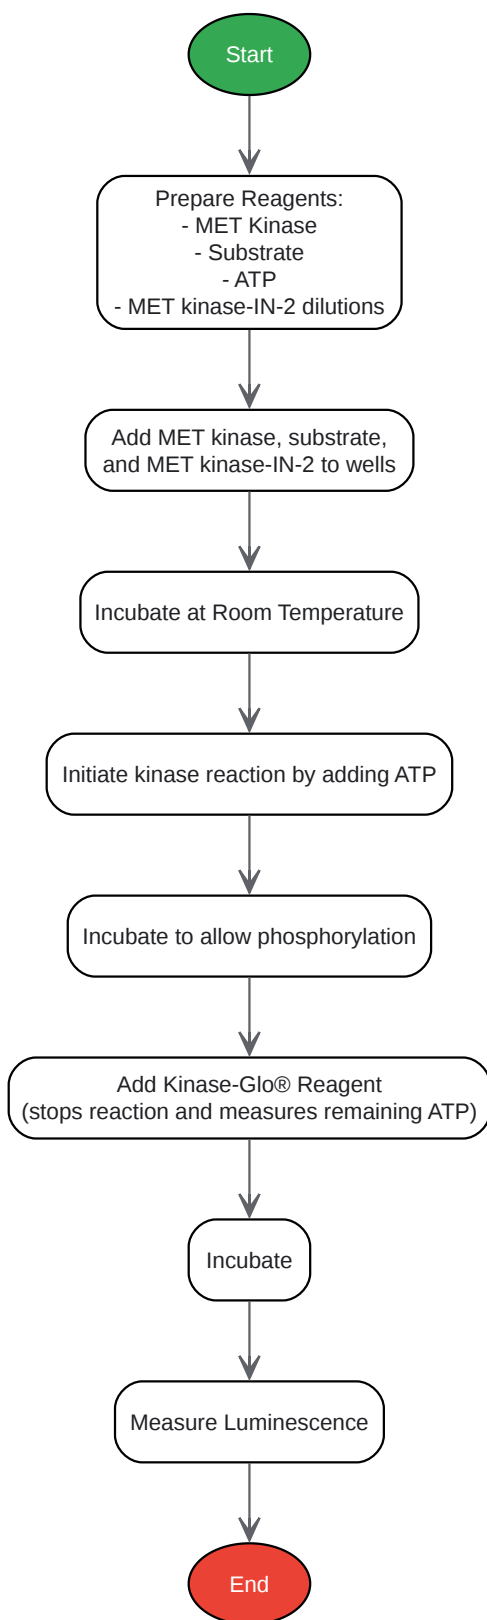 Start
Prepare Reagents:
- MET Kinase
- Substrate
- ATP
- MET kinase-IN-2 dilutions
Add MET kinase, substrate,
and MET kinase-IN-2 to wells
Incubate at Room Temperature
Initiate kinase reaction by adding ATP
Incubate to allow phosphorylation
Add Kinase-Glo® Reagent
(stops reaction and measures remaining ATP)
Incubate
Measure Luminescence
End